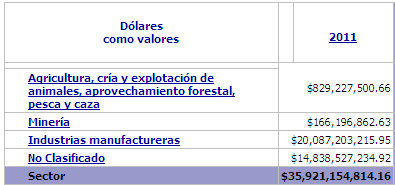 Dólares
como valores
2011
Agricultura, cría y explotación de
animales, aprovechamiento forestal,
pesca y caza
$829,227,500.66
Minería
$166,196,862.63
Industrias manufactureras
$20,087,203,215.95
No Clasificado
$14,838,527,234.92
Sector
$35,921,154,814.16